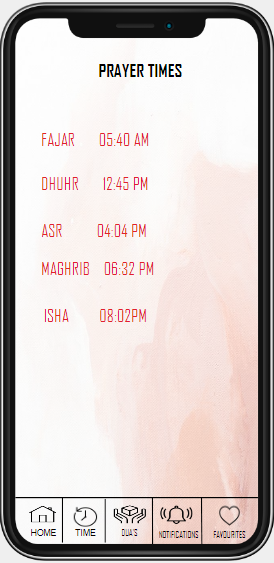 PRAYER TIMES
FAJAR 05:40 AM
DHUHR 12:45 PM
ASR 04:04 PM
MAGHRIB 06:32 PM
ISHA 08:02PM
HOME TIME DUA'S NOTIFICATIONS FAVOURITES